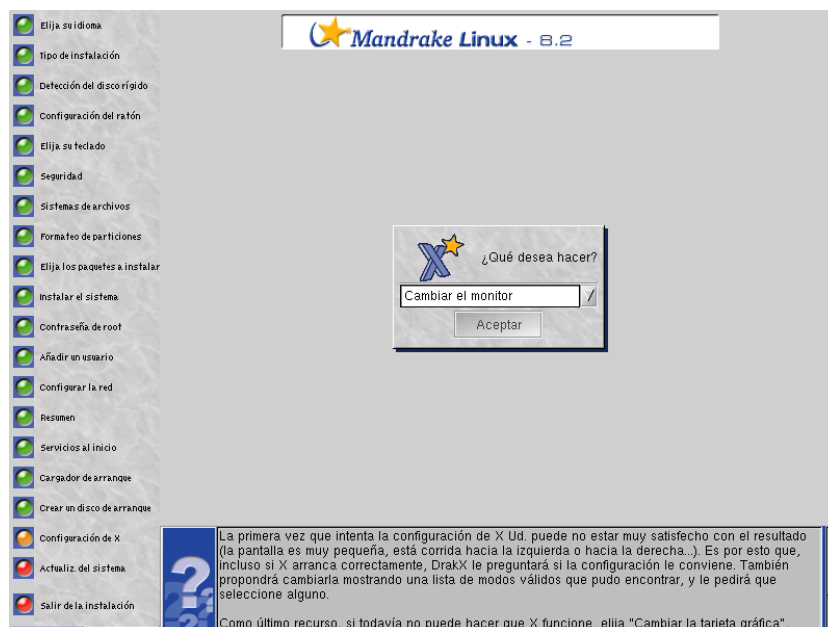 Elija su idioma
Tipo de instalación
Detección del disco rígido
Configuración del ratón
Elija su teclado
Seguridad
Sistemas de archivos
Formateo de particiones
Elija los paquetes a instalar
Instalar el sistema
Contraseña de root
Añadir un usuario
Configurar la red
Resumen
Servicios al inicio
Cargador de arranque
Crear un disco de arranque
Configuración de X
Actualiz. del sistema
Salir de la instalación
Mandrake Linux - 8.2
¿Qué desea hacer?
Cambiar el monitor
Aceptar
La primera vez que intenta la configuración de X Ud. puede no estar muy satisfecho con el resultado
(la pantalla es muy pequeña, está corrida hacia la izquierda o hacia la derecha...). Es por esto que,
incluso si X arranca correctamente, DrakX le preguntará si la configuración le conviene. También
propondrá cambiarla mostrando una lista de modos válidos que pudo encontrar, y le pedirá que
seleccione alguno.
Como último recurso, si todavía no puede hacer que X funcione, elija "Cambiar la tarjeta gráfica",